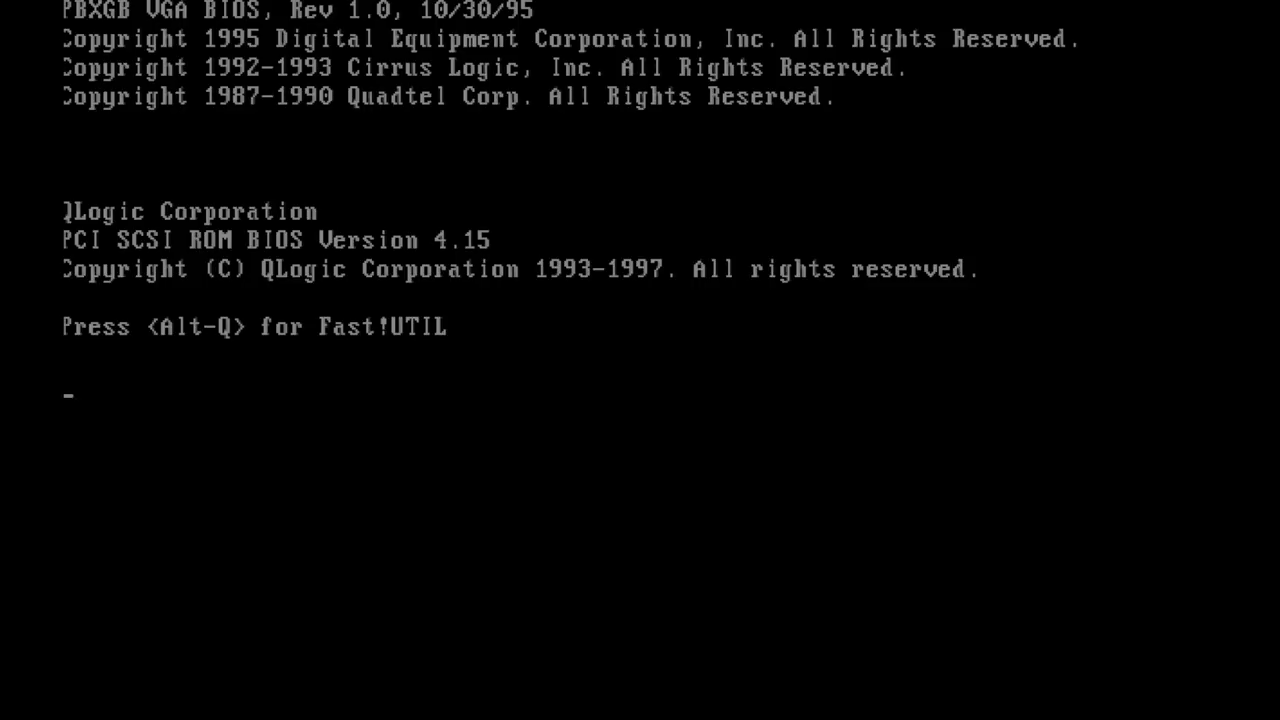 PBXGB VGA BIOS, Rev 1.0, 10/30/95
Copyright 1995 Digital Equipment Corporation, Inc. All Rights Reserved.
Copyright 1992-1993 Cirrus Logic, Inc. All Rights Reserved.
Copyright 1987-1990 Quadtel Corp. All Rights Reserved.
QLogic Corporation
PCI SCSI ROM BIOS Version 4.15
Copyright (C) QLogic Corporation 1993-1997. All rights reserved.
Press <Alt-Q> for Fast!UTIL